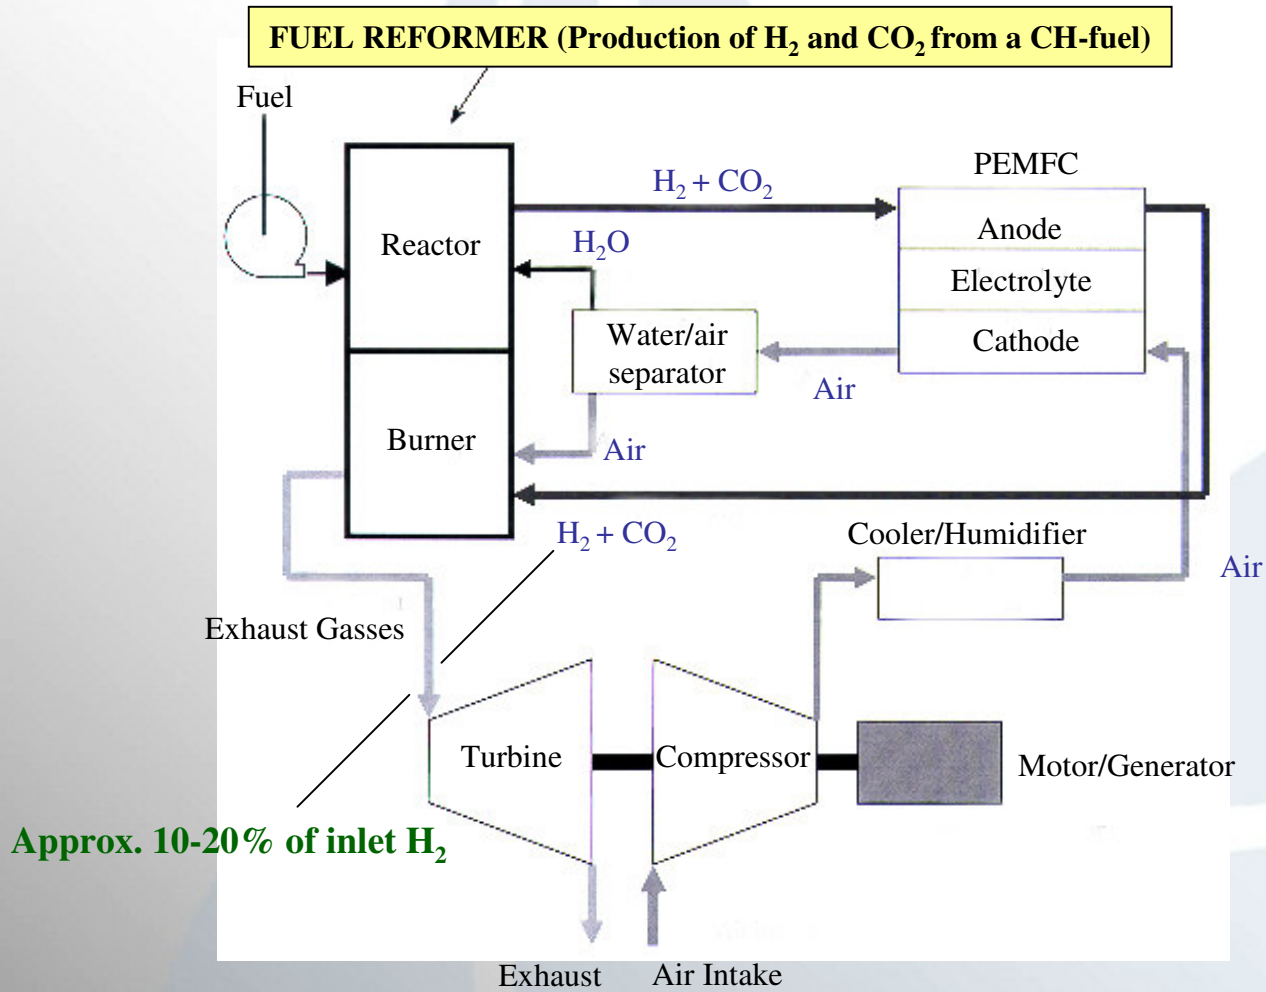 FUEL REFORMER (Production of H₂ and CO₂ from a CH-fuel)
Fuel
PEMFC
H₂ + CO₂
Anode
Reactor
H₂O
Electrolyte
Water/air
separator
Cathode
Air
Burner
Air
H₂ + CO₂
Cooler/Humidifier
Air
Exhaust Gasses
Turbine
Compressor
Motor/Generator
Approx. 10-20% of inlet H₂
Exhaust
Air Intake